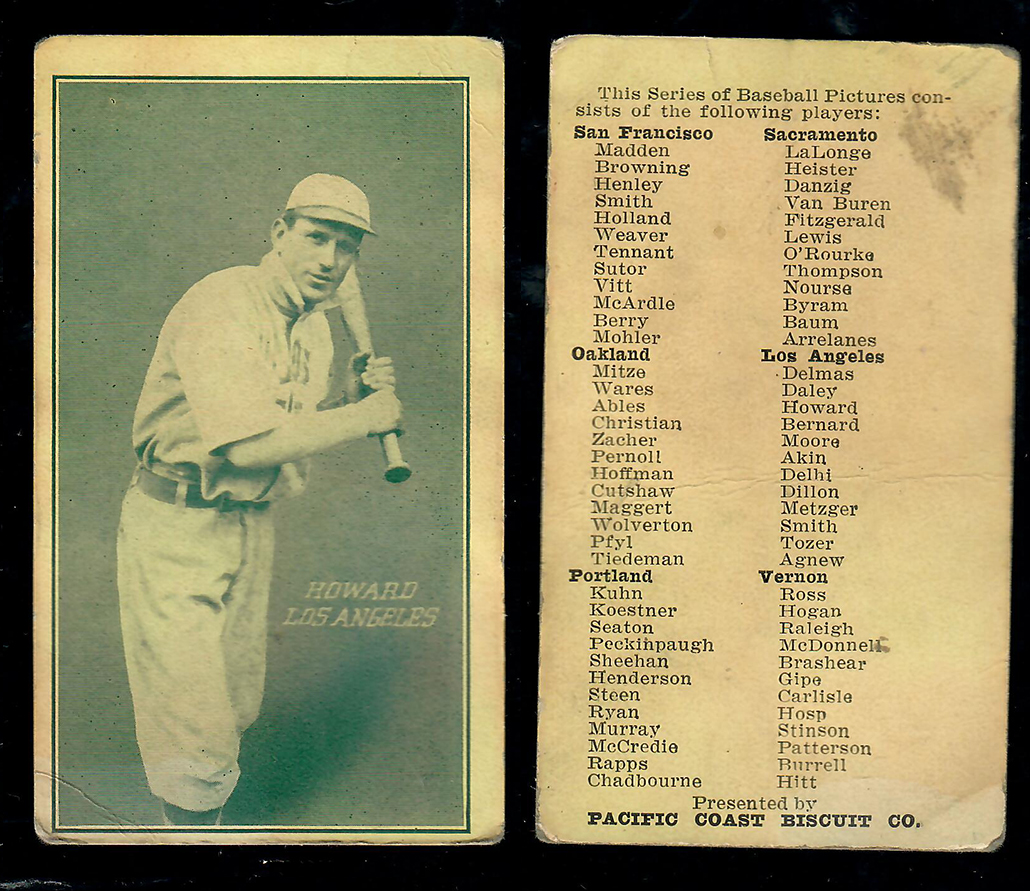 HOWARD
LOS ANGELES
This Series of Baseball Pictures con-
sists of the following players:
San Francisco
Madden
Browning
Henley
Smith
Holland
Weaver
Tennant
Sutor
Vitt
McArdle
Berry
Mohler
Oakland
Mitze
Wares
Ables
Christian
Zacher
Pernoll
Hoffman
Cutshaw
Maggert
Wolverton
Pfyl
Tiedeman
Portland
Kuhn
Koestner
Seaton
Peckinpaugh
Sheehan
Henderson
Steen
Ryan
Murray
McCredie
Rapps
Chadbourne
Sacramento
LaLonge
Heister
Danzig
Van Buren
Fitzgerald
Lewis
O'Rourke
Thompson
Nourse
Byram
Baum
Arrelanes
Los Angeles
Delmas
Daley
Howard
Bernard
Moore
Akin
Delhi
Dillon
Metzger
Smith
Tozer
Agnew
Vernon
Ross
Hogan
Raleigh
McDonnell
Brashear
Gipe
Carlisle
Hosp
Stinson
Patterson
Burrell
Hitt
Presented by
PACIFIC COAST BISCUIT CO.